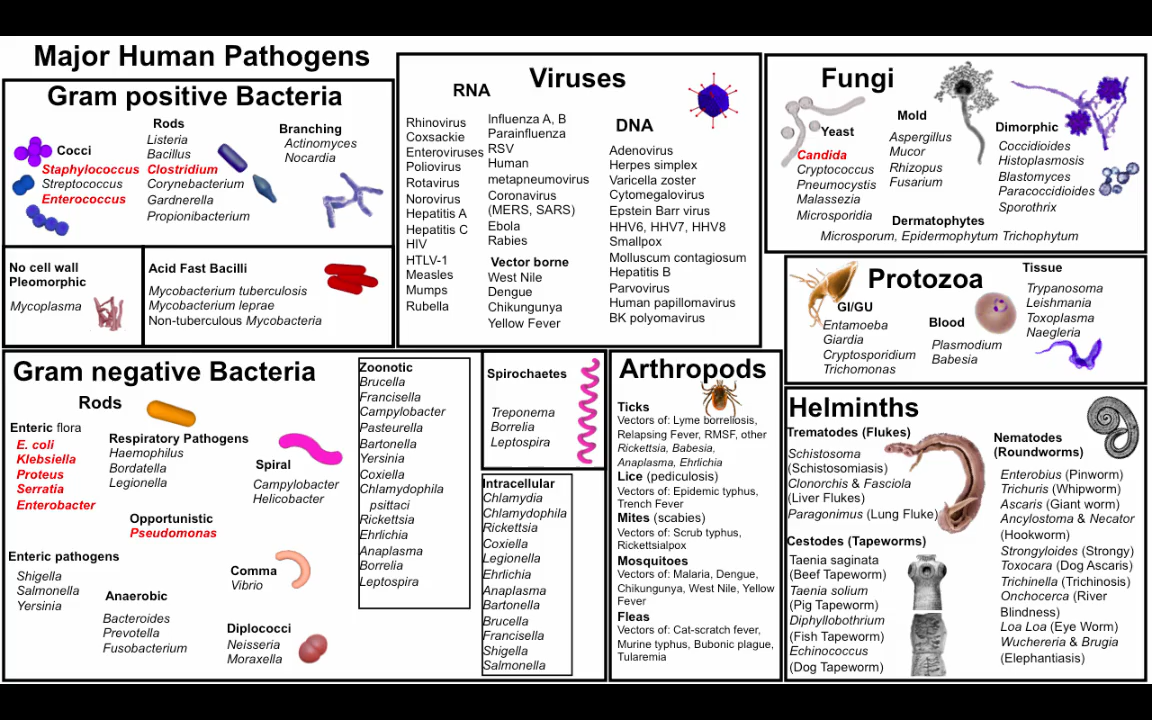 Major Human Pathogens
Gram positive Bacteria
Cocci
Staphylococcus
Streptococcus
Enterococcus
Rods
Listeria
Bacillus
Clostridium
Corynebacterium
Gardnerella
Propionibacterium
Branching
Actinomyces
Nocardia
No cell wall
Pleomorphic
Mycoplasma
Acid Fast Bacilli
Mycobacterium tuberculosis
Mycobacterium leprae
Non-tuberculous Mycobacteria
Viruses
RNA
Rhinovirus
Coxsackie
Enteroviruses
Poliovirus
Rotavirus
Norovirus
Hepatitis A
Hepatitis C
HIV
HTLV-1
Measles
Mumps
Rubella
Influenza A, B
Parainfluenza
RSV
Human
metapneumovirus
Coronavirus
(MERS, SARS)
Ebola
Rabies
Vector borne
West Nile
Dengue
Chikungunya
Yellow Fever
DNA
Adenovirus
Herpes simplex
Varicella zoster
Cytomegalovirus
Epstein Barr virus
HHV6, HHV7, HHV8
Smallpox
Molluscum contagiosum
Hepatitis B
Parvovirus
Human papillomavirus
BK polyomavirus
Fungi
Yeast
Candida
Cryptococcus
Pneumocystis
Malassezia
Microsporidia
Mold
Aspergillus
Mucor
Rhizopus
Fusarium
Dimorphic
Coccidioides
Histoplasmosis
Blastomyces
Paracoccidioides
Sporothrix
Dermatophytes
Microsporum, Epidermophytum Trichophytum
Protozoa
GI/GU
Entamoeba
Giardia
Cryptosporidium
Trichomonas
Blood
Plasmodium
Babesia
Tissue
Trypanosoma
Leishmania
Toxoplasma
Naegleria
Gram negative Bacteria
Rods
Enteric flora
E. coli
Klebsiella
Proteus
Serratia
Enterobacter
Respiratory Pathogens
Haemophilus
Bordatella
Legionella
Spiral
Campylobacter
Helicobacter
Opportunistic
Pseudomonas
Enteric pathogens
Shigella
Salmonella
Yersinia
Anaerobic
Bacteroides
Prevotella
Fusobacterium
Comma
Vibrio
Diplococci
Neisseria
Moraxella
Zoonotic
Brucella
Francisella
Campylobacter
Pasteurella
Bartonella
Yersinia
Coxiella
Chlamydophila
psittaci
Rickettsia
Ehrlichia
Anaplasma
Borrelia
Leptospira
Spirochaetes
Treponema
Borrelia
Leptospira
Intracellular
Chlamydia
Chlamydophila
Rickettsia
Coxiella
Legionella
Ehrlichia
Anaplasma
Bartonella
Brucella
Francisella
Shigella
Salmonella
Arthropods
Ticks
Vectors of: Lyme borreliosis,
Relapsing Fever, RMSF, other
Rickettsia, Babesia,
Anaplasma, Ehrlichia
Lice (pediculosis)
Vectors of: Epidemic typhus,
Trench Fever
Mites (scabies)
Vectors of: Scrub typhus,
Rickettsialpox
Mosquitoes
Vectors of: Malaria, Dengue,
Chikungunya, West Nile, Yellow
Fever
Fleas
Vectors of: Cat-scratch fever,
Murine typhus, Bubonic plague,
Tularemia
Helminths
Trematodes (Flukes)
Schistosoma
(Schistosomiasis)
Clonorchis & Fasciola
(Liver Flukes)
Paragonimus (Lung Fluke)
Cestodes (Tapeworms)
Taenia saginata
(Beef Tapeworm)
Taenia solium
(Pig Tapeworm)
Diphyllobothrium
(Fish Tapeworm)
Echinococcus
(Dog Tapeworm)
Nematodes
(Roundworms)
Enterobius (Pinworm)
Trichuris (Whipworm)
Ascaris (Giant worm)
Ancylostoma & Necator
(Hookworm)
Strongyloides (Strongy)
Toxocara (Dog Ascaris)
Trichinella (Trichinosis)
Onchocerca (River
Blindness)
Loa Loa (Eye Worm)
Wuchereria & Brugia
(Elephantiasis)